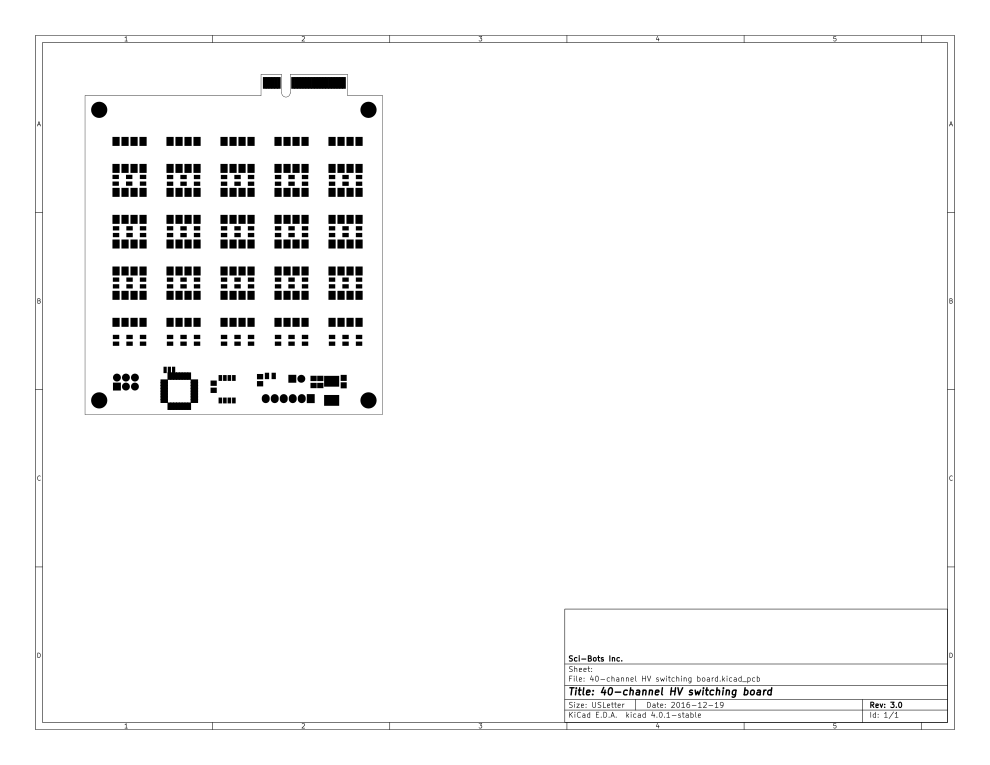 1 2 3 4 5
A A
B B
C C
D D
Sci-Bots Inc.
Sheet:
File: 40-channel HV switching board.kicad_pcb
Title: 40-channel HV switching board
Size: USLetter Date: 2016-12-19 Rev: 3.0
KiCad E.D.A. kicad 4.0.1-stable Id: 1/1
1 2 3 4 5